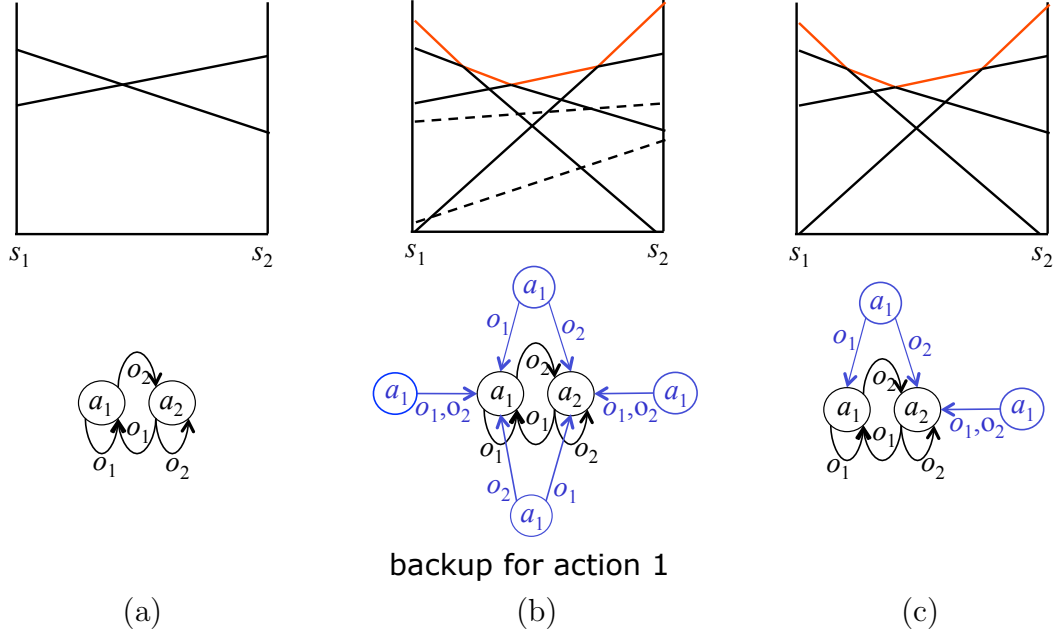 s₁ s₂ s₁ s₂ s₁ s₂
a₁
o₁ o₂
a₁
o₁ o₂
o₂
a₁ a₂
o₁ o₁ o₂
a₁ o₁,o₂
o₂
a₁ a₂
o₁ o₁ o₂
o₁,o₂ a₁
o₂ o₁
a₁
o₂
a₁ a₂
o₁ o₁ o₂
o₁,o₂ a₁
backup for action 1
(a) (b) (c)